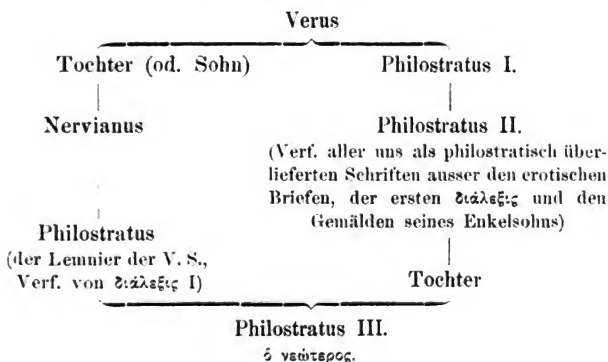 Verus
Tochter (od. Sohn) Philostratus I.
Nervianus Philostratus II.
(Verf. aller uns als philostratisch über-
lieferten Schriften ausser den erotischen
Briefen, der ersten διάλεξις und den
Gemälden seines Enkelsohns)
Philostratus
(der Lemnier der V. S.,
Verf. von διάλεξις I) Tochter
Philostratus III.
ὁ νεώτερος.